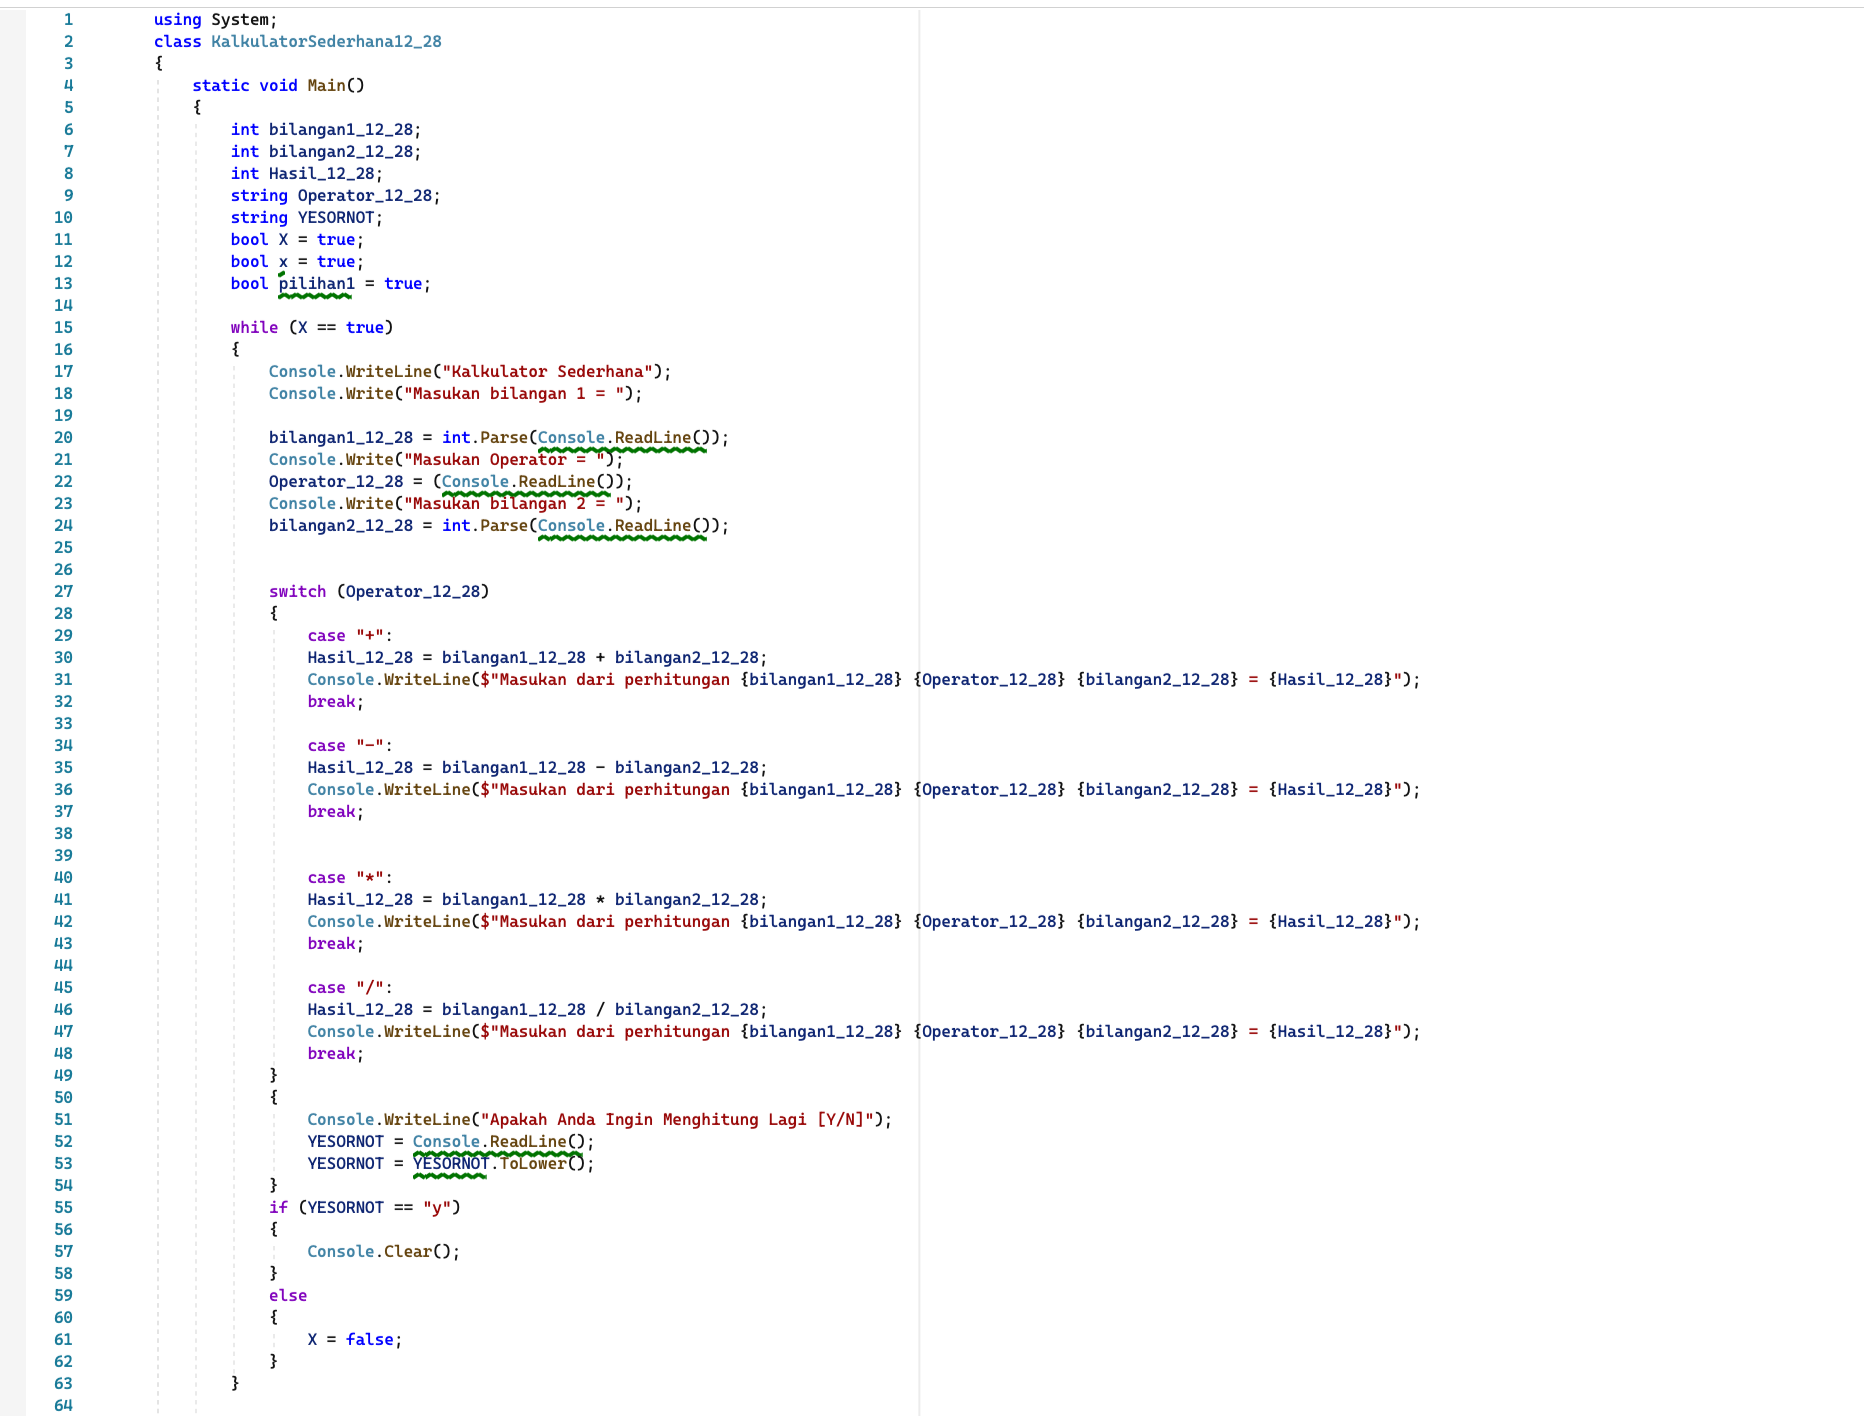 1 using System;
2 class KalkulatorSederhana12_28
3 {
4 static void Main()
5 {
6 int bilangan1_12_28;
7 int bilangan2_12_28;
8 int Hasil_12_28;
9 string Operator_12_28;
10 string YESORNOT;
11 bool X = true;
12 bool x = true;
13 bool pilihan1 = true;
14
15 while (X == true)
16 {
17 Console.WriteLine("Kalkulator Sederhana");
18 Console.Write("Masukan bilangan 1 = ");
19
20 bilangan1_12_28 = int.Parse(Console.ReadLine());
21 Console.Write("Masukan Operator = ");
22 Operator_12_28 = (Console.ReadLine());
23 Console.Write("Masukan bilangan 2 = ");
24 bilangan2_12_28 = int.Parse(Console.ReadLine());
25
26
27 switch (Operator_12_28)
28 {
29 case "+":
30 Hasil_12_28 = bilangan1_12_28 + bilangan2_12_28;
31 Console.WriteLine($"Masukan dari perhitungan {bilangan1_12_28} {Operator_12_28} {bilangan2_12_28} = {Hasil_12_28}");
32 break;
33
34 case "-":
35 Hasil_12_28 = bilangan1_12_28 - bilangan2_12_28;
36 Console.WriteLine($"Masukan dari perhitungan {bilangan1_12_28} {Operator_12_28} {bilangan2_12_28} = {Hasil_12_28}");
37 break;
38
39
40 case "*":
41 Hasil_12_28 = bilangan1_12_28 * bilangan2_12_28;
42 Console.WriteLine($"Masukan dari perhitungan {bilangan1_12_28} {Operator_12_28} {bilangan2_12_28} = {Hasil_12_28}");
43 break;
44
45 case "/":
46 Hasil_12_28 = bilangan1_12_28 / bilangan2_12_28;
47 Console.WriteLine($"Masukan dari perhitungan {bilangan1_12_28} {Operator_12_28} {bilangan2_12_28} = {Hasil_12_28}");
48 break;
49 }
50 {
51 Console.WriteLine("Apakah Anda Ingin Menghitung Lagi [Y/N]");
52 YESORNOT = Console.ReadLine();
53 YESORNOT = YESORNOT.ToLower();
54 }
55 if (YESORNOT == "y")
56 {
57 Console.Clear();
58 }
59 else
60 {
61 X = false;
62 }
63 }
64